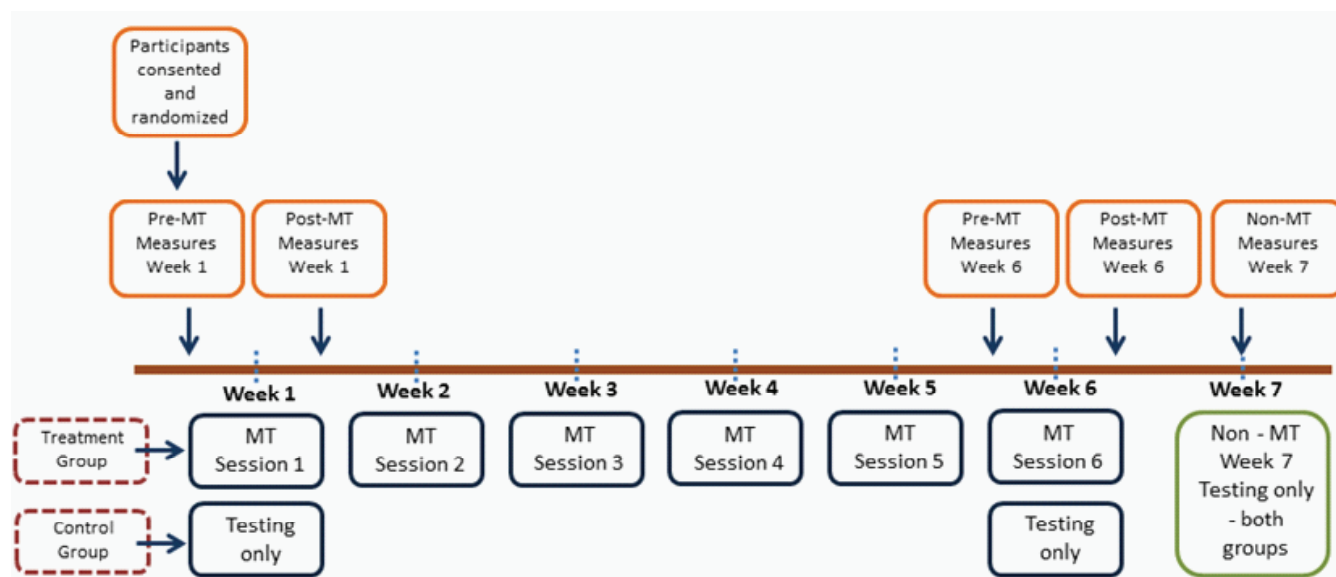 Participants
consented
and
randomized
Pre-MT
Measures
Week 1
Post-MT
Measures
Week 1
Pre-MT
Measures
Week 6
Post-MT
Measures
Week 6
Non-MT
Measures
Week 7
Week 1
Week 2
Week 3
Week 4
Week 5
Week 6
Week 7
Treatment
Group
MT
Session 1
MT
Session 2
MT
Session 3
MT
Session 4
MT
Session 5
MT
Session 6
Non - MT
Week 7
Testing only
- both
groups
Control
Group
Testing
only
Testing
only